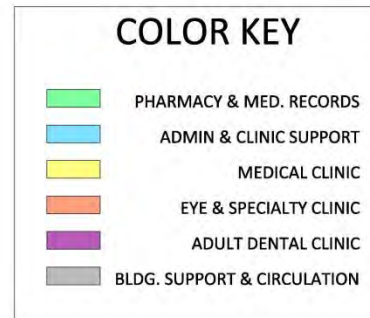 COLOR KEY
PHARMACY & MED. RECORDS
ADMIN & CLINIC SUPPORT
MEDICAL CLINIC
EYE & SPECIALTY CLINIC
ADULT DENTAL CLINIC
BLDG. SUPPORT & CIRCULATION